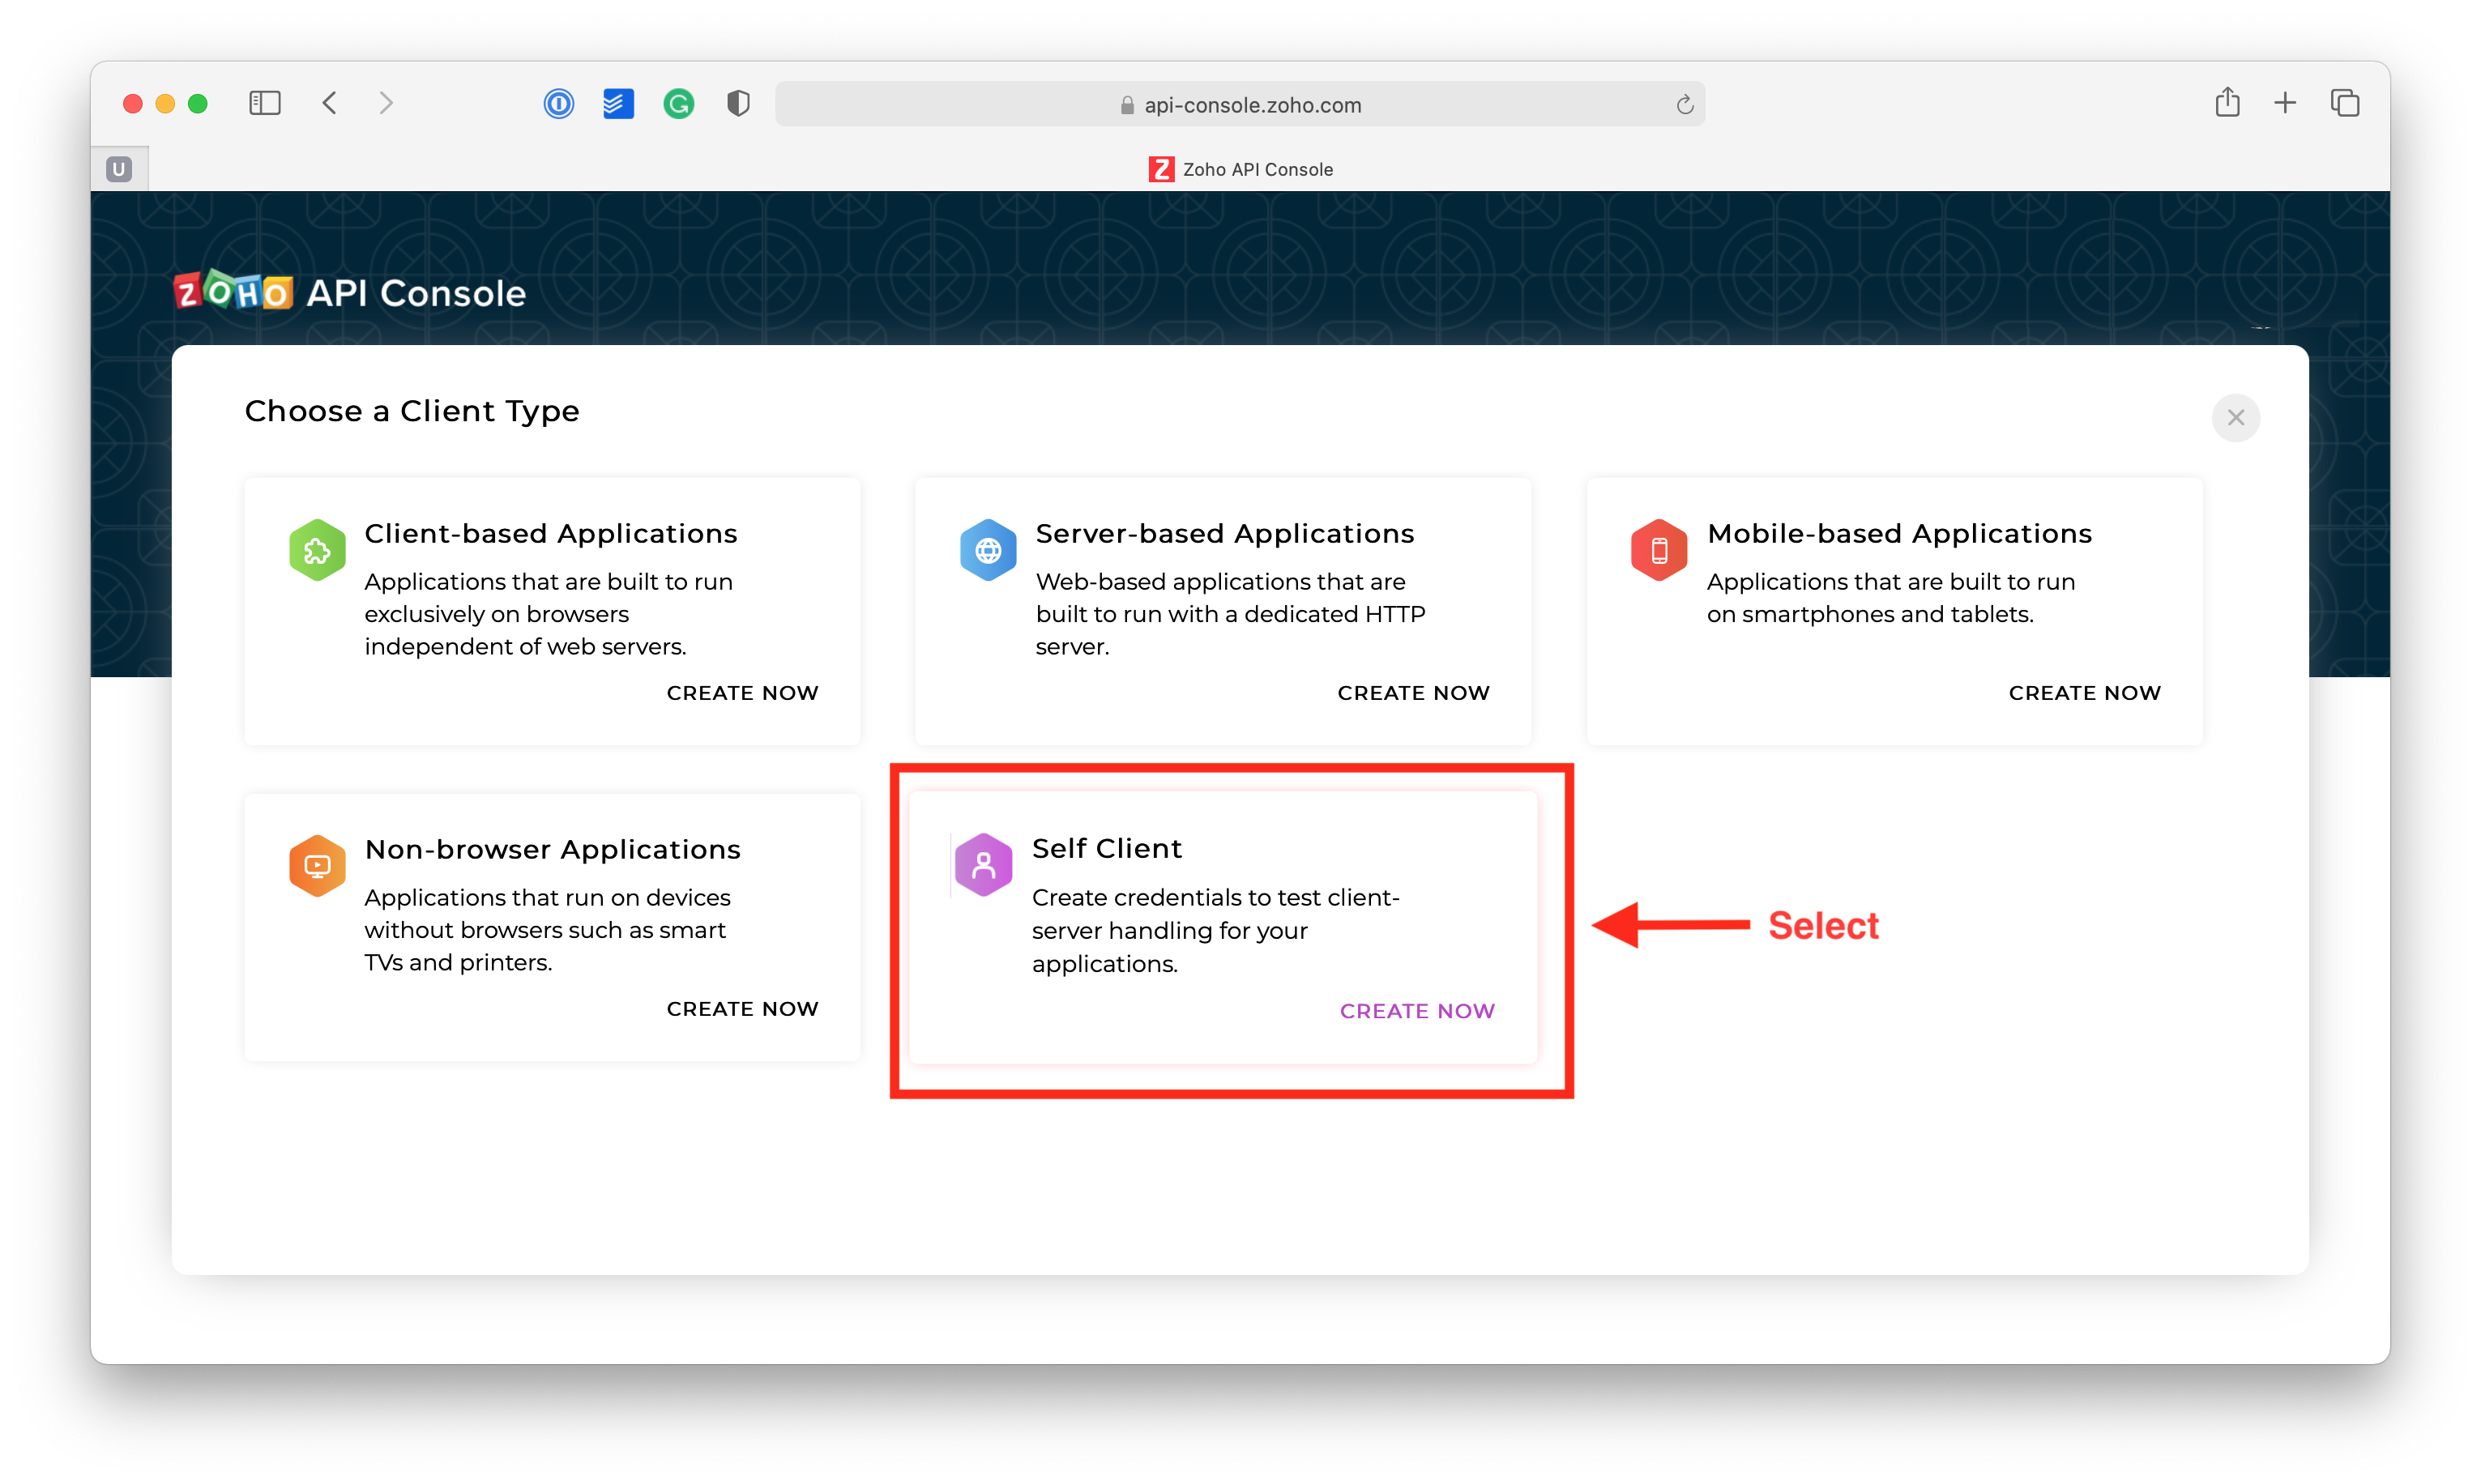 api-console.zoho.com
U
Z Zoho API Console
ZOHO API Console
Choose a Client Type
Client-based Applications
Applications that are built to run
exclusively on browsers
independent of web servers.
CREATE NOW
Server-based Applications
Web-based applications that are
built to run with a dedicated HTTP
server.
CREATE NOW
Mobile-based Applications
Applications that are built to run
on smartphones and tablets.
CREATE NOW
Non-browser Applications
Applications that run on devices
without browsers such as smart
TVs and printers.
CREATE NOW
Self Client
Create credentials to test client-
server handling for your
applications.
CREATE NOW
Select